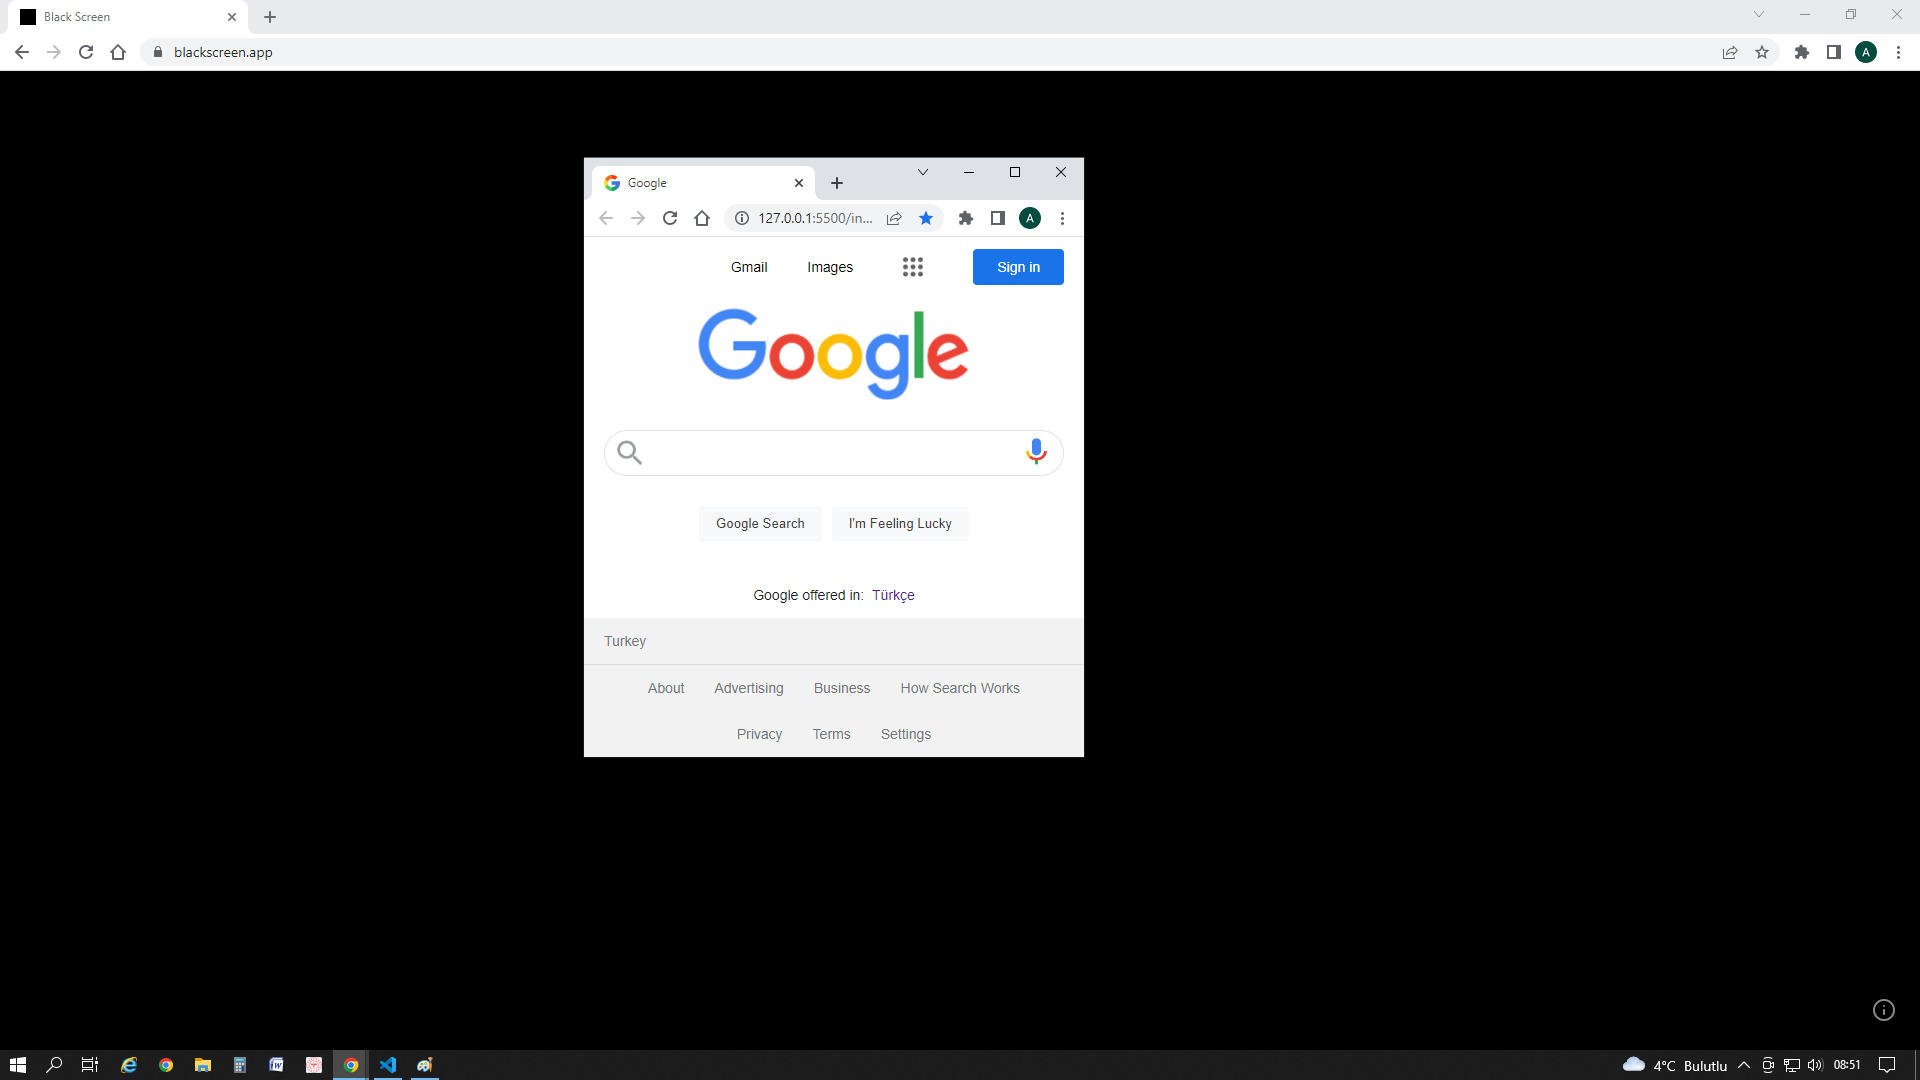 Black Screen
blackscreen.app
A
Google
127.0.0.1:5500/in...
A
Gmail Images Sign in
Google
Google Search I'm Feeling Lucky
Google offered in: Türkçe
Turkey
About Advertising Business How Search Works
Privacy Terms Settings
4°C Bulutlu 08:51